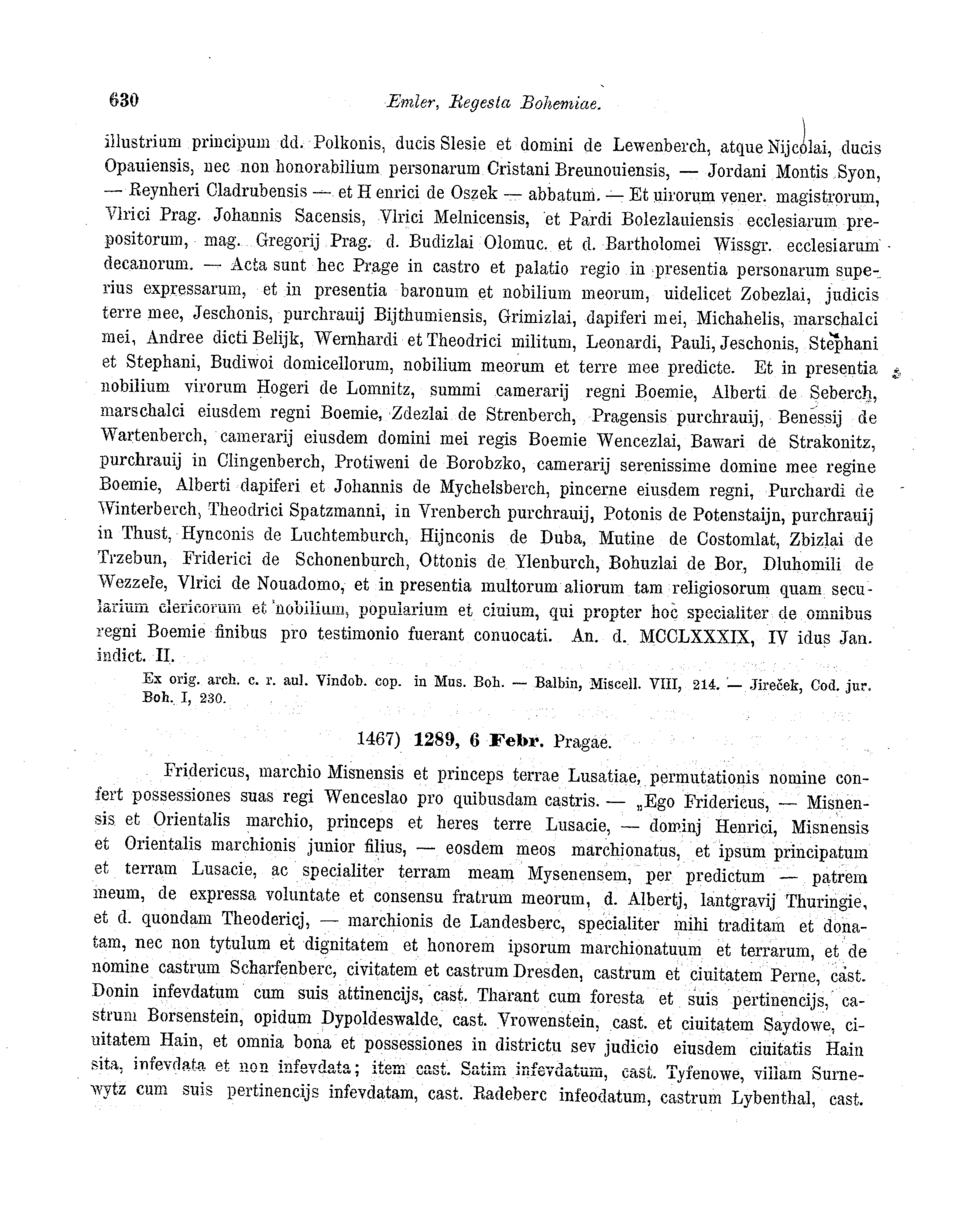 630
Emler, Regesta Bohemiae.
illustrium principum dd. Polkonis, ducis Slesie et domini de Lewenberch, atque Nijcolai, ducis
Opauiensis, nec non honorabilium personarum Cristani Breunouiensis, — Jordani Montis Syon,
— Reynheri Cladrubensis — et H enrici de Oszek — abbatum. — Et uirorum vener. magistrorum,
Vlrici Prag. Johannis Sacensis, Vlrici Melnicensis, et Pardi Bolezlauiensis ecclesiarum pre-
positorum, mag. Gregorij Prag. d. Budizlai Olomuc. et d. Bartholomei Wissgr. ecclesiarum
decanorum. — Acta sunt hec Prage in castro et palatio regio in presentia personarum supe-
rius expressarum, et in presentia baronum et nobilium meorum, uidelicet Zobezlai, judicis
terre mee, Jeschonis, purchrauij Bijthumiensis, Grimizlai, dapiferi mei, Michahelis, marschalci
mei, Andree dicti Belijk, Wernhardi et Theodrici militum, Leonardi, Pauli, Jeschonis, Stephani
et Stephani, Budiwoi domicellorum, nobilium meorum et terre mee predicte. Et in presentia
nobilium virorum Hogeri de Lomnitz, summi camerarij regni Boemie, Alberti de Seberch,
marschalci eiusdem regni Boemie, Zdezlai de Strenberch, Pragensis purchrauij, Benessij de
Wartenberch, camerarij eiusdem domini mei regis Boemie Wencezlai, Bawari de Strakonitz,
purchrauij in Clingenberch, Protiweni de Borobzko, camerarij serenissime domine mee regine
Boemie, Alberti dapiferi et Johannis de Mychelsberch, pincerne eiusdem regni, Purchardi de
Winterberch, Theodrici Spatzmanni, in Vrenberch purchrauij, Potonis de Potenstaijn, purchrauij
in Thust, Hynconis de Luchtemburch, Hijnconis de Duba, Mutine de Costomlat, Zbizlai de
Trzebun, Friderici de Schonenburch, Ottonis de Ylenburch, Bohuzlai de Bor, Dluhomili de
Wezzele, Vlrici de Nouadomo, et in presentia multorum aliorum tam religiosorum quam secu-
larium clericorum et nobilium, popularium et ciuium, qui propter hoc specialiter de omnibus
regni Boemie finibus pro testimonio fuerant conuocati. An. d. MCCLXXXIX, IV idus Jan.
indict. II.
Ex orig. arch. c. r. aul. Vindob. cop. in Mus. Boh. — Balbin, Miscell. VIII, 214. — Jireček, Cod. jur.
Boh. I, 230.
1467) 1289, 6 Febr. Pragae.
Fridericus, marchio Misnensis et princeps terrae Lusatiae, permutationis nomine con-
fert possessiones suas regi Wenceslao pro quibusdam castris. — „Ego Fridericus, — Misnen-
sis et Orientalis marchio, princeps et heres terre Lusacie, — dominj Henrici, Misnensis
et Orientalis marchionis junior filius, — eosdem meos marchionatus, et ipsum principatum
et terram Lusacie, ac specialiter terram meam Mysenensem, per predictum — patrem
meum, de expressa voluntate et consensu fratrum meorum, d. Albertj, lantgravij Thuringie,
et d. quondam Theodericj, — marchionis de Landesberc, specialiter mihi traditam et dona-
tam, nec non tytulum et dignitatem et honorem ipsorum marchionatuum et terrarum, et de
nomine castrum Scharfenberc, civitatem et castrum Dresden, castrum et ciuitatem Perne, cast.
Donin infevdatum cum suis attinencijs, cast. Tharant cum foresta et suis pertinencijs, ca-
strum Borsenstein, opidum Dypoldeswalde, cast. Vrowenstein, cast. et ciuitatem Saydowe, ci-
uitatem Hain, et omnia bona et possessiones in districtu sev judicio eiusdem ciuitatis Hain
sita, infevdata et non infevdata; item cast. Satim infevdatum, cast. Tyfenowe, villam Surne-
wytz cum suis pertinencijs infevdatam, cast. Radeberc infeodatum, castrum Lybenthal, cast.